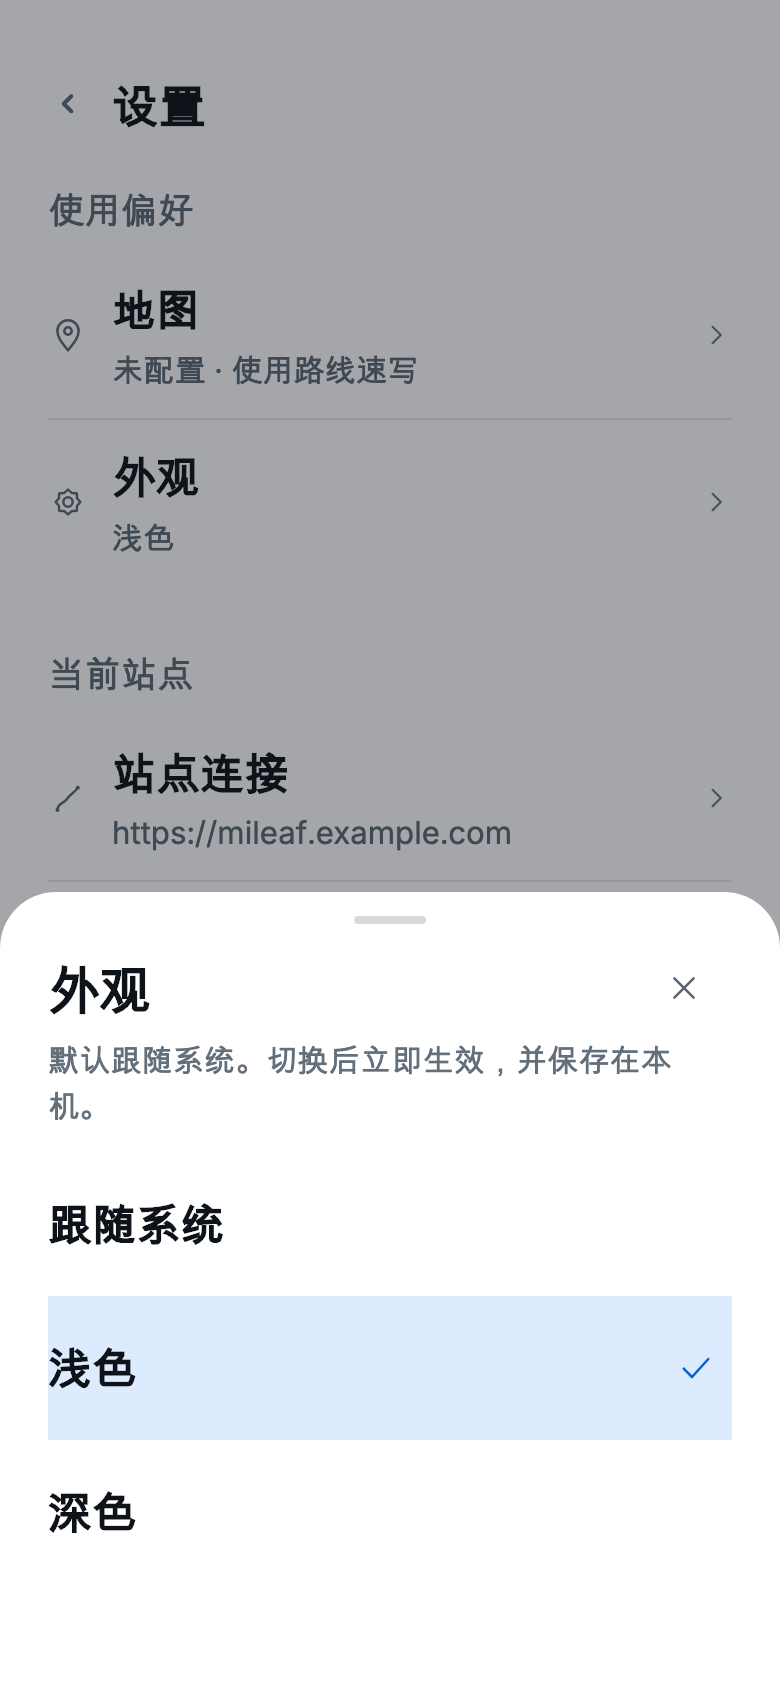 设置
使用偏好
地图
未配置 · 使用路线速写
外观
浅色
当前站点
站点连接
https://mileaf.example.com
外观
默认跟随系统。切换后立即生效，并保存在本
机。
跟随系统
浅色
深色